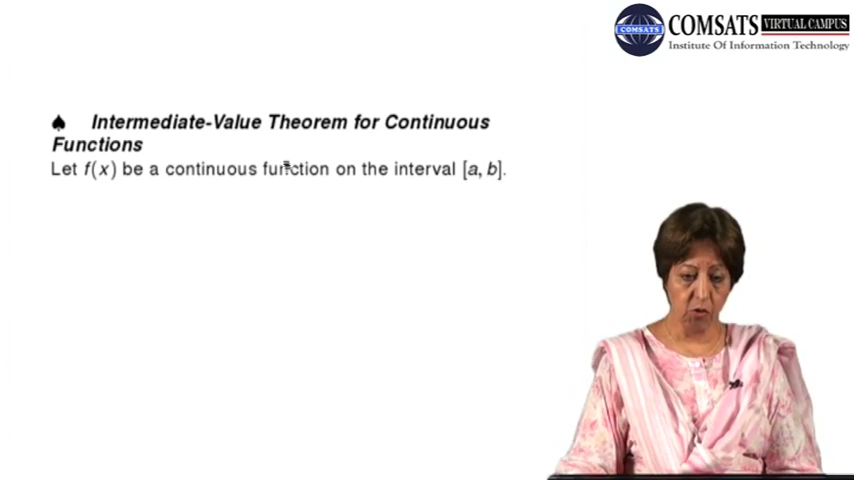 COMSATS VIRTUAL CAMPUS
Institute Of Information Technology
COMSATS
♠ Intermediate-Value Theorem for Continuous
Functions
Let f(x) be a continuous function on the interval [a, b].